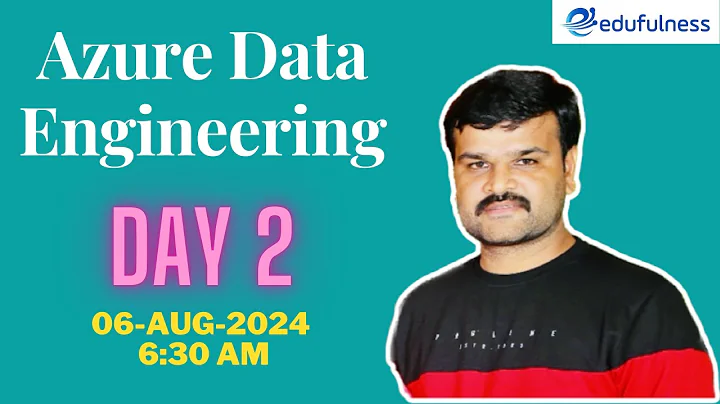 edufulness
Azure Data
Engineering
DAY 2
06-AUG-2024
6:30 AM